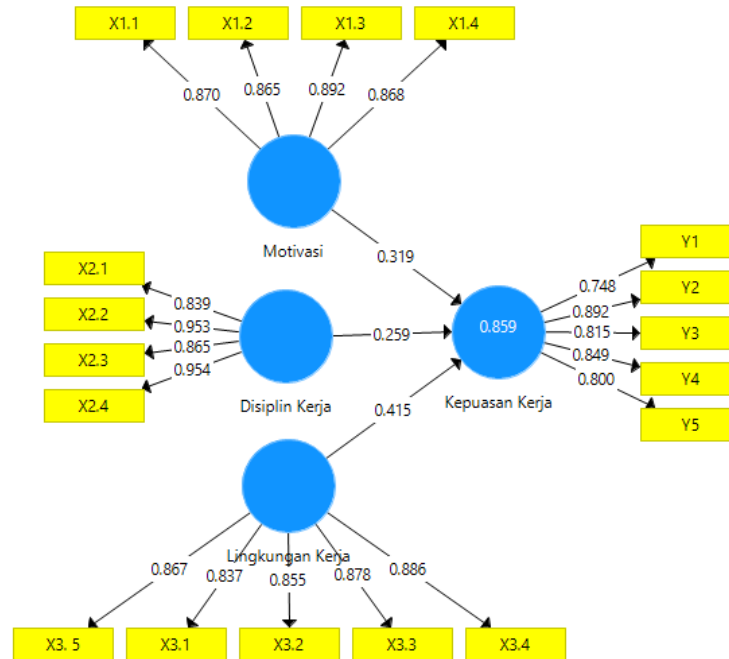 X1.1
X1.2
X1.3
X1.4
0.870
0.865
0.892
0.868
Motivasi
0.319
X2.1
X2.2
X2.3
X2.4
0.839
0.953
0.865
0.954
Disiplin Kerja
0.259
0.859
Kepuasan Kerja
0.748
0.892
0.815
0.849
0.800
Y1
Y2
Y3
Y4
Y5
0.415
Lingkungan Kerja
0.867
0.837
0.855
0.878
0.886
X3. 5
X3.1
X3.2
X3.3
X3.4